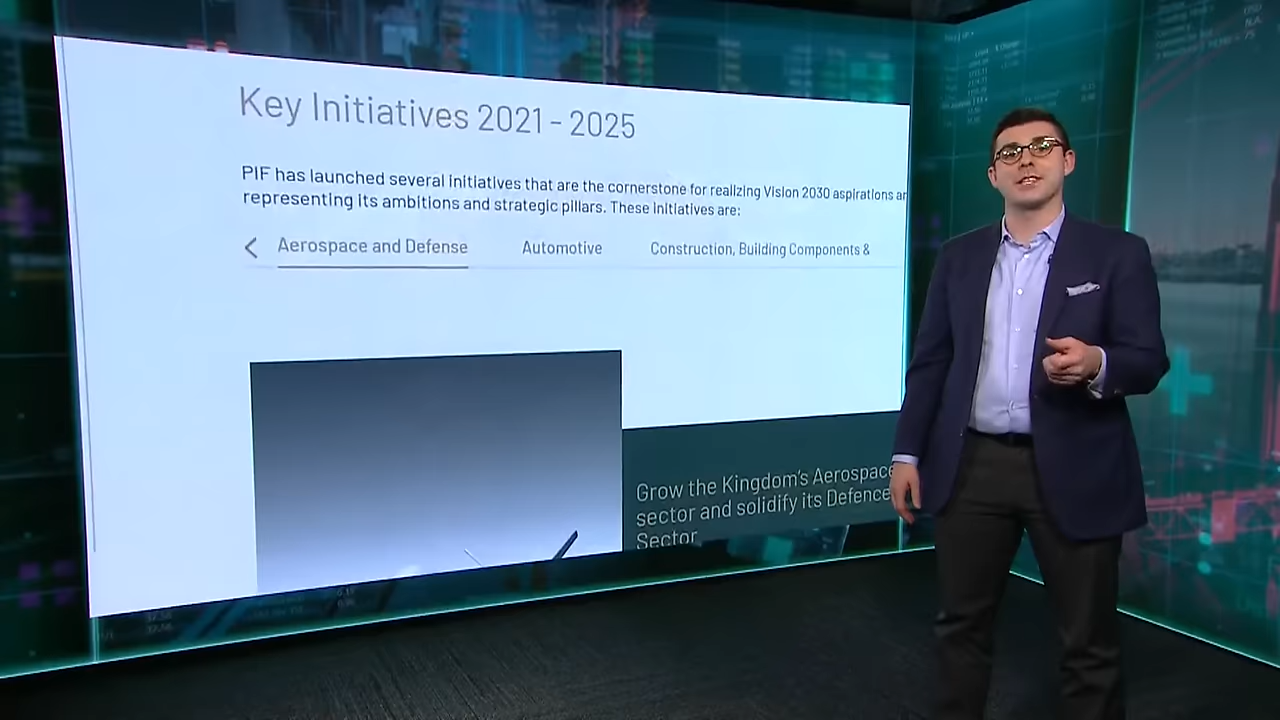 Key Initiatives 2021 - 2025
PIF has launched several initiatives that are the cornerstone for realizing Vision 2030 aspirations
representing its ambitions and strategic pillars. These initiatives are:
Aerospace and Defense
Automotive
Construction, Building Components &
Grow the Kingdom's Aerospace
sector and solidify its Defence
Sector